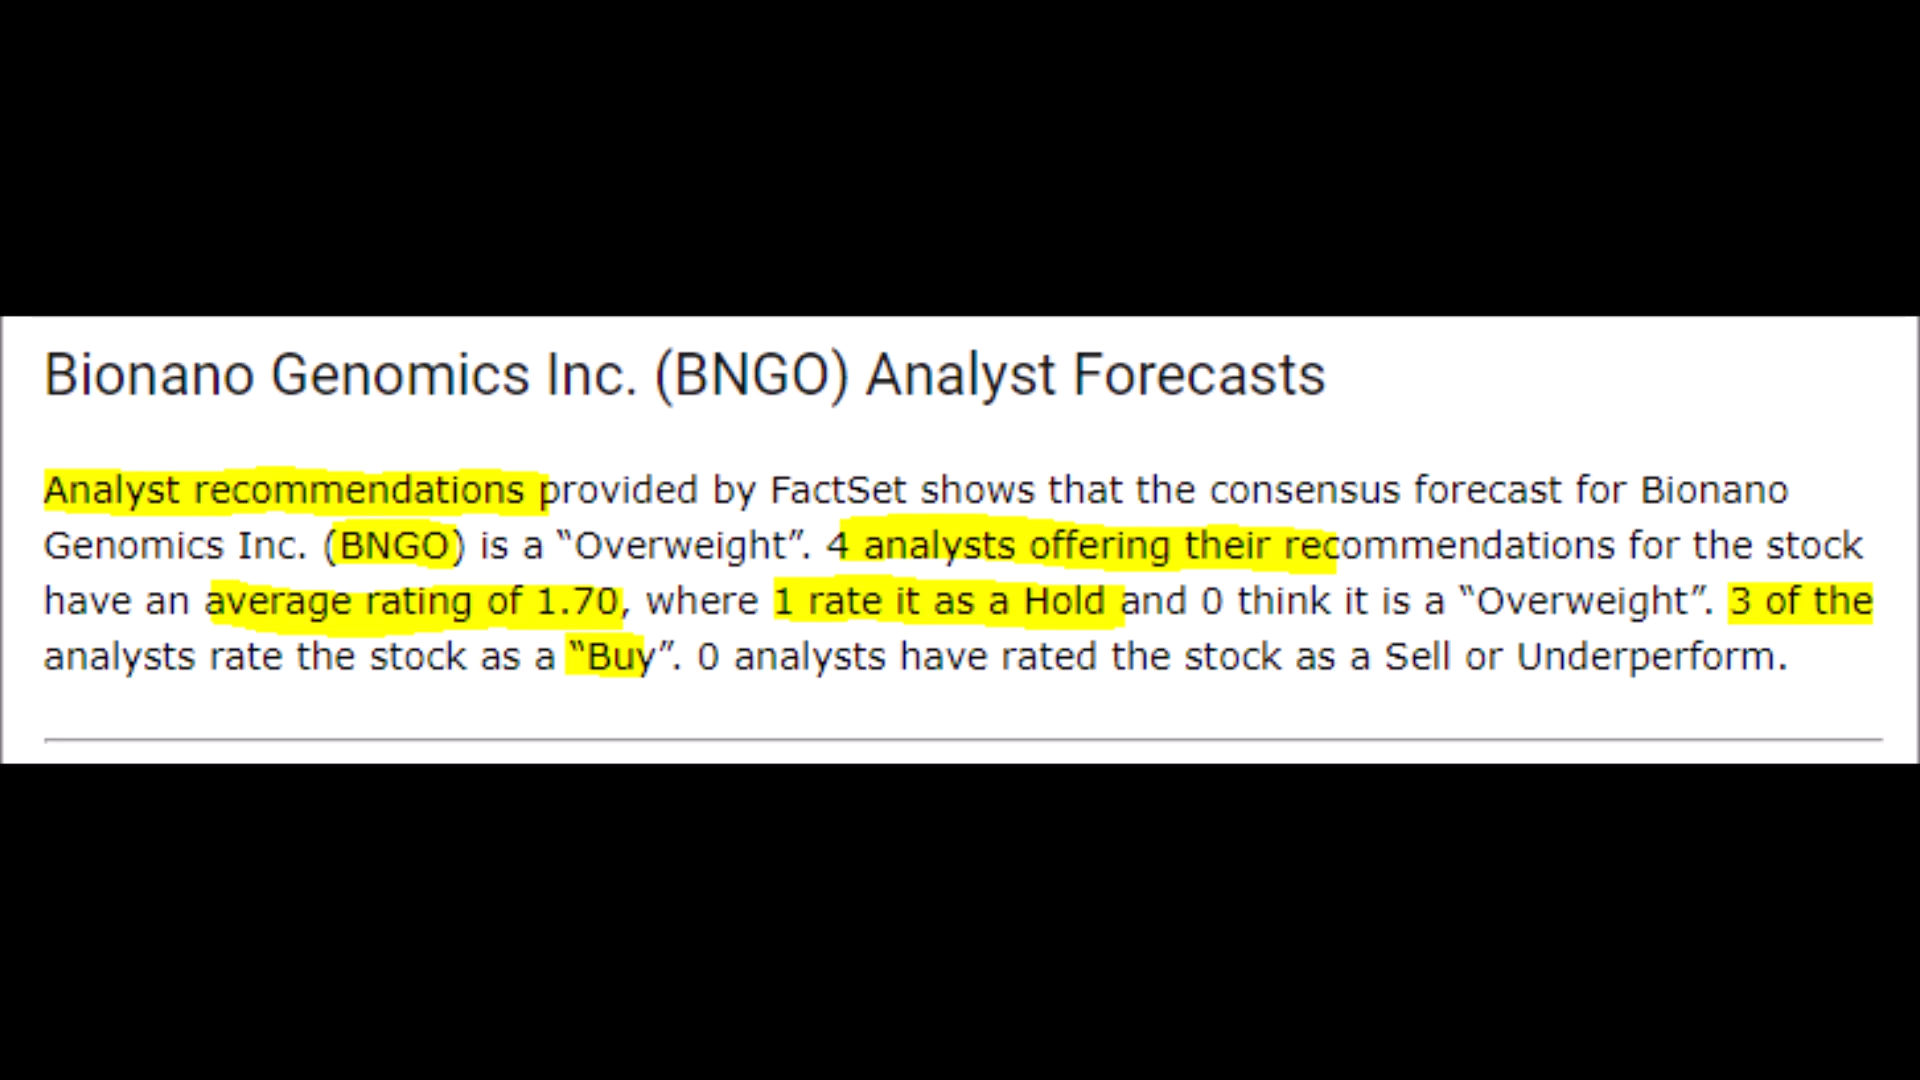 Bionano Genomics Inc. (BNGO) Analyst Forecasts
Analyst recommendations provided by FactSet shows that the consensus forecast for Bionano
Genomics Inc. (BNGO) is a “Overweight”. 4 analysts offering their recommendations for the stock
have an average rating of 1.70, where 1 rate it as a Hold and 0 think it is a “Overweight”. 3 of the
analysts rate the stock as a “Buy”. 0 analysts have rated the stock as a Sell or Underperform.